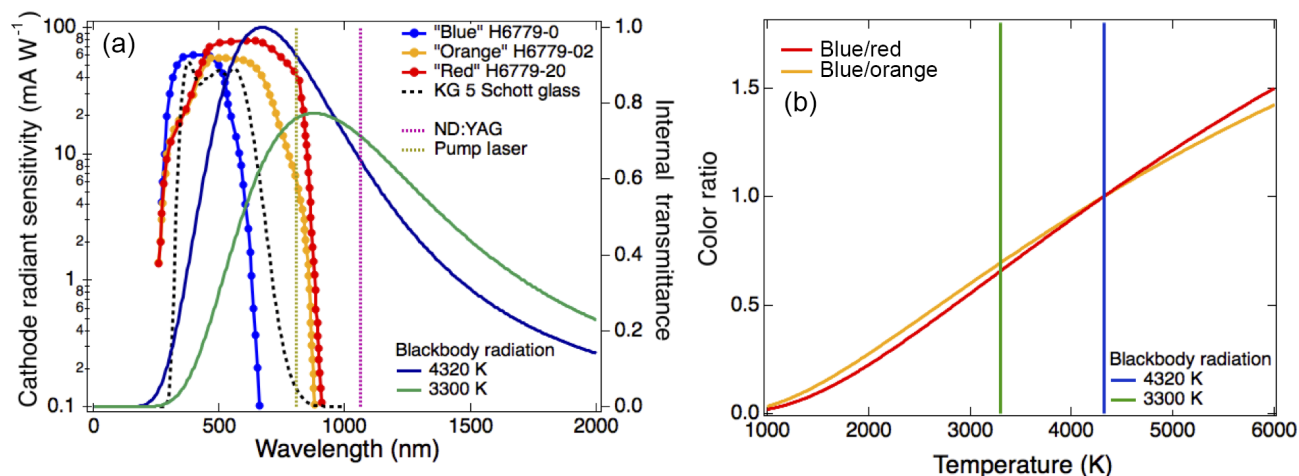 (a)
"Blue" H6779-0
"Orange" H6779-02
"Red" H6779-20
KG 5 Schott glass
ND:YAG
Pump laser
Blackbody radiation
4320 K
3300 K
Cathode radiant sensitivity (mA W⁻¹)
100
8
6
4
2
10
8
6
4
2
1
8
6
4
2
0.1
0
500
1000
1500
2000
Wavelength (nm)
1.0
0.8
0.6
0.4
0.2
0.0
Internal transmittance
(b)
Blue/red
Blue/orange
Blackbody radiation
4320 K
3300 K
Color ratio
1.5
1.0
0.5
0.0
1000
2000
3000
4000
5000
6000
Temperature (K)